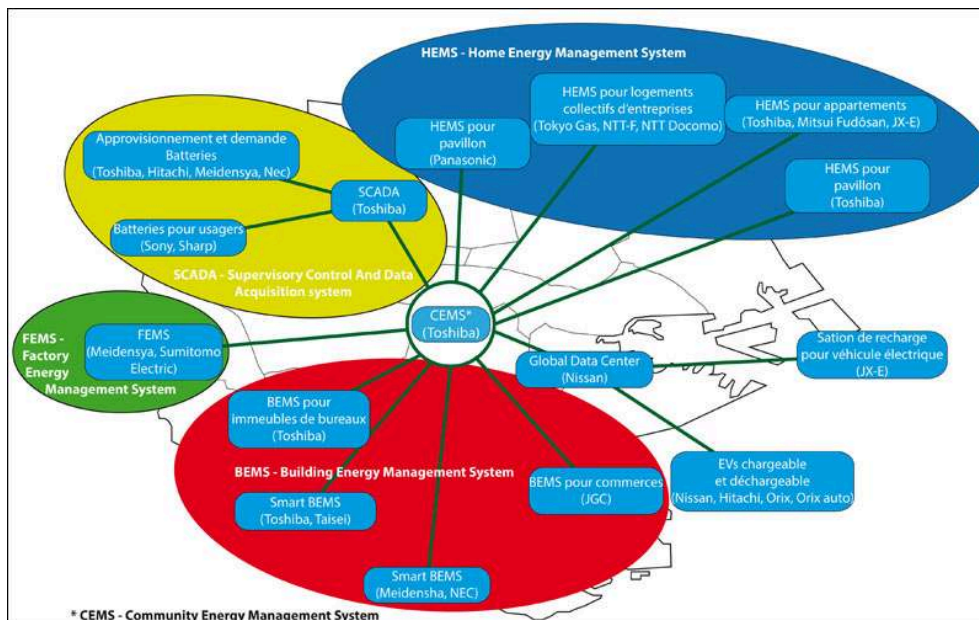 HEMS - Home Energy Management System
HEMS pour logements
collectifs d'entreprises
(Tokyo Gas, NTT-F, NTT Docomo)
HEMS pour appartements
(Toshiba, Mitsui Fudôsan, JX-E)
HEMS pour
pavillon
(Panasonic)
HEMS pour
pavillon
(Toshiba)
Approvisionnement et demande
Batteries
(Toshiba, Hitachi, Meidensya, Nec)
SCADA
(Toshiba)
Batteries pour usagers
(Sony, Sharp)
SCADA - Supervisory Control And Data
Acquisition system
CEMS*
(Toshiba)
FEMS -
Factory
Energy
Management System
FEMS
(Meidensya, Sumitomo
Electric)
Global Data Center
(Nissan)
Sation de recharge
pour véhicule électrique
(JX-E)
BEMS pour
immeubles de bureaux
(Toshiba)
BEMS - Building Energy Management System
EVs chargeable
et déchargeable
(Nissan, Hitachi, Orix, Orix auto)
BEMS pour commerces
(JGC)
Smart BEMS
(Toshiba, Taisei)
Smart BEMS
(Meidensha, NEC)
* CEMS - Community Energy Management System